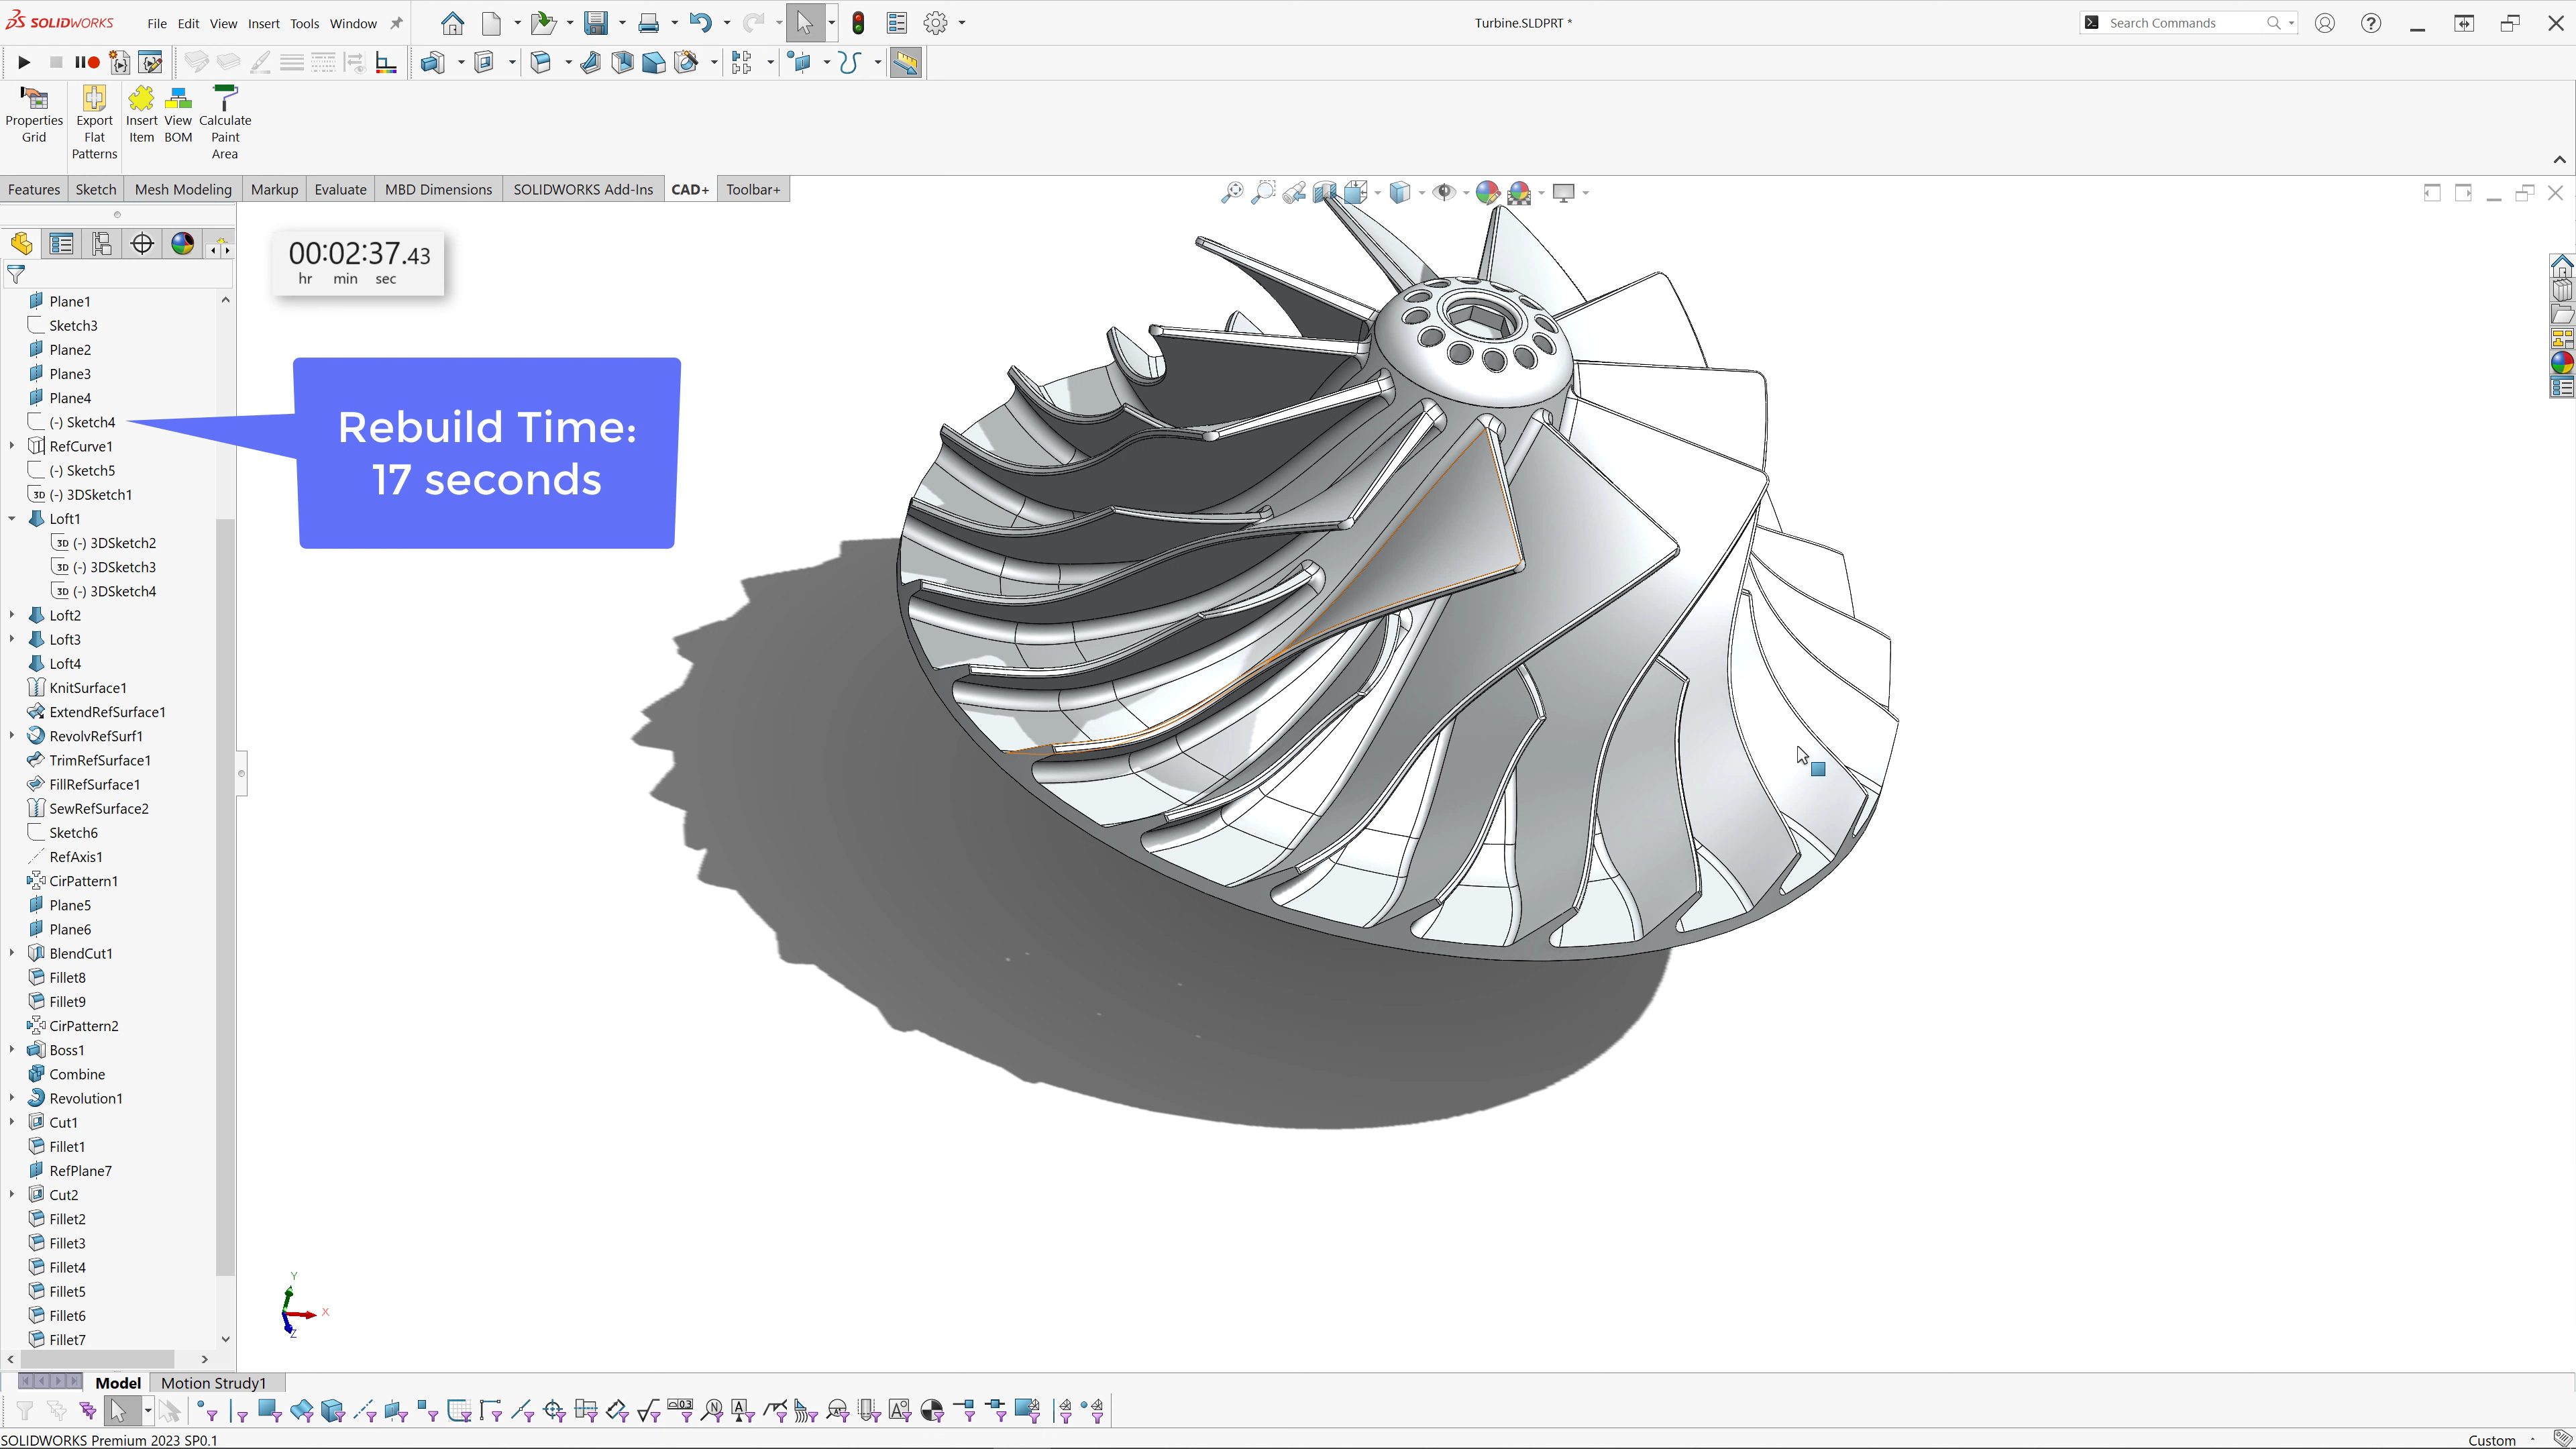 SOLIDWORKS
File Edit View Insert Tools Window
Turbine.SLDPRT *
Search Commands
Properties Grid
Export Flat Patterns
Insert Item
View BOM
Calculate Paint Area
Features Sketch Mesh Modeling Markup Evaluate MBD Dimensions SOLIDWORKS Add-Ins CAD+ Toolbar+
00:02:37.43
hr min sec
Rebuild Time:
17 seconds
Plane1
Sketch3
Plane2
Plane3
Plane4
(-) Sketch4
RefCurve1
(-) Sketch5
3D (-) 3DSketch1
Loft1
3D (-) 3DSketch2
3D (-) 3DSketch3
3D (-) 3DSketch4
Loft2
Loft3
Loft4
KnitSurface1
ExtendRefSurface1
RevolvRefSurf1
TrimRefSurface1
FillRefSurface1
SewRefSurface2
Sketch6
RefAxis1
CirPattern1
Plane5
Plane6
BlendCut1
Fillet8
Fillet9
CirPattern2
Boss1
Combine
Revolution1
Cut1
Fillet1
RefPlane7
Cut2
Fillet2
Fillet3
Fillet4
Fillet5
Fillet6
Fillet7
Y
X
Z
Model Motion Strudy1
SOLIDWORKS Premium 2023 SP0.1
Custom